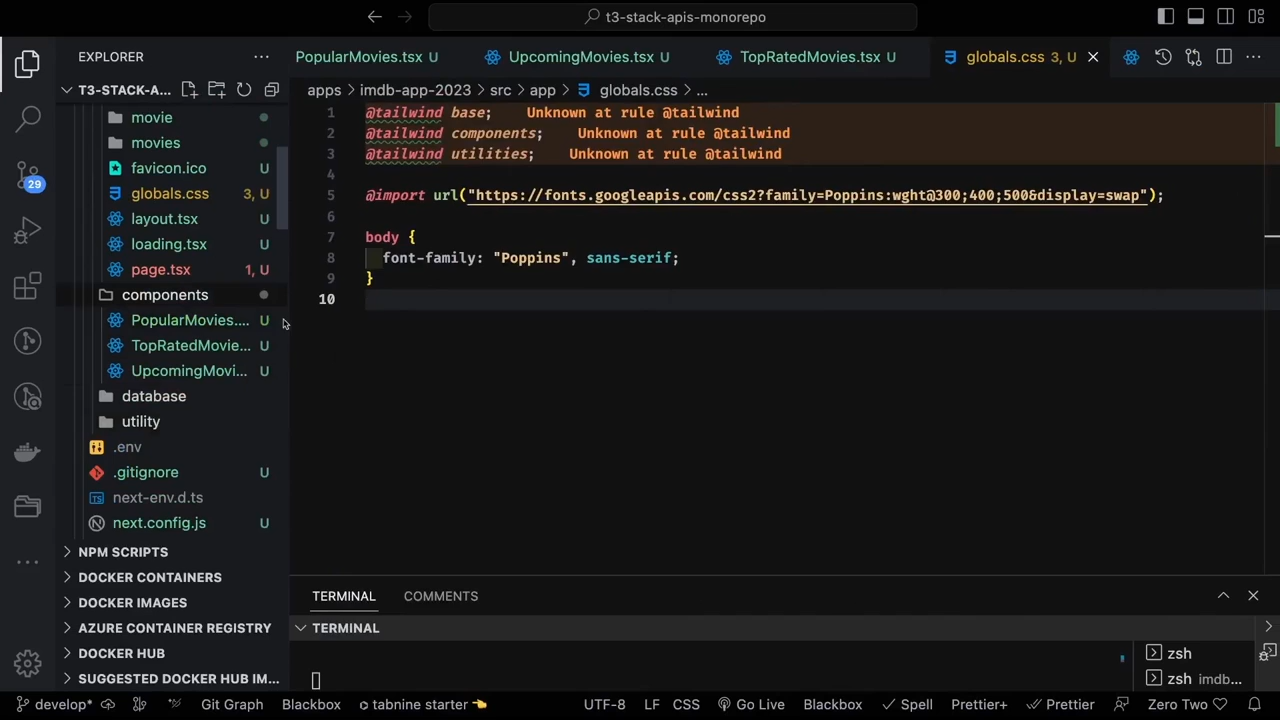 t3-stack-apis-monorepo
EXPLORER
PopularMovies.tsx U
UpcomingMovies.tsx U
TopRatedMovies.tsx U
globals.css 3, U
T3-STACK-A...
apps > imdb-app-2023 > src > app > globals.css > ...
movie
movies
favicon.ico U
globals.css 3, U
layout.tsx U
loading.tsx U
page.tsx 1, U
components
PopularMovies.... U
TopRatedMovie... U
UpcomingMovi... U
database
utility
.env
.gitignore U
next-env.d.ts
next.config.js U
NPM SCRIPTS
DOCKER CONTAINERS
DOCKER IMAGES
AZURE CONTAINER REGISTRY
DOCKER HUB
SUGGESTED DOCKER HUB IM...
29
TS
1 @tailwind base; Unknown at rule @tailwind
2 @tailwind components; Unknown at rule @tailwind
3 @tailwind utilities; Unknown at rule @tailwind
4
5 @import url("https://fonts.googleapis.com/css2?family=Poppins:wght@300;400;500&display=swap");
6
7 body {
8 font-family: "Poppins", sans-serif;
9 }
10
TERMINAL
COMMENTS
TERMINAL
zsh
zsh imdb...
develop*
Git Graph
Blackbox
tabnine starter
UTF-8
LF
CSS
Go Live
Blackbox
Spell
Prettier+
Prettier
Zero Two